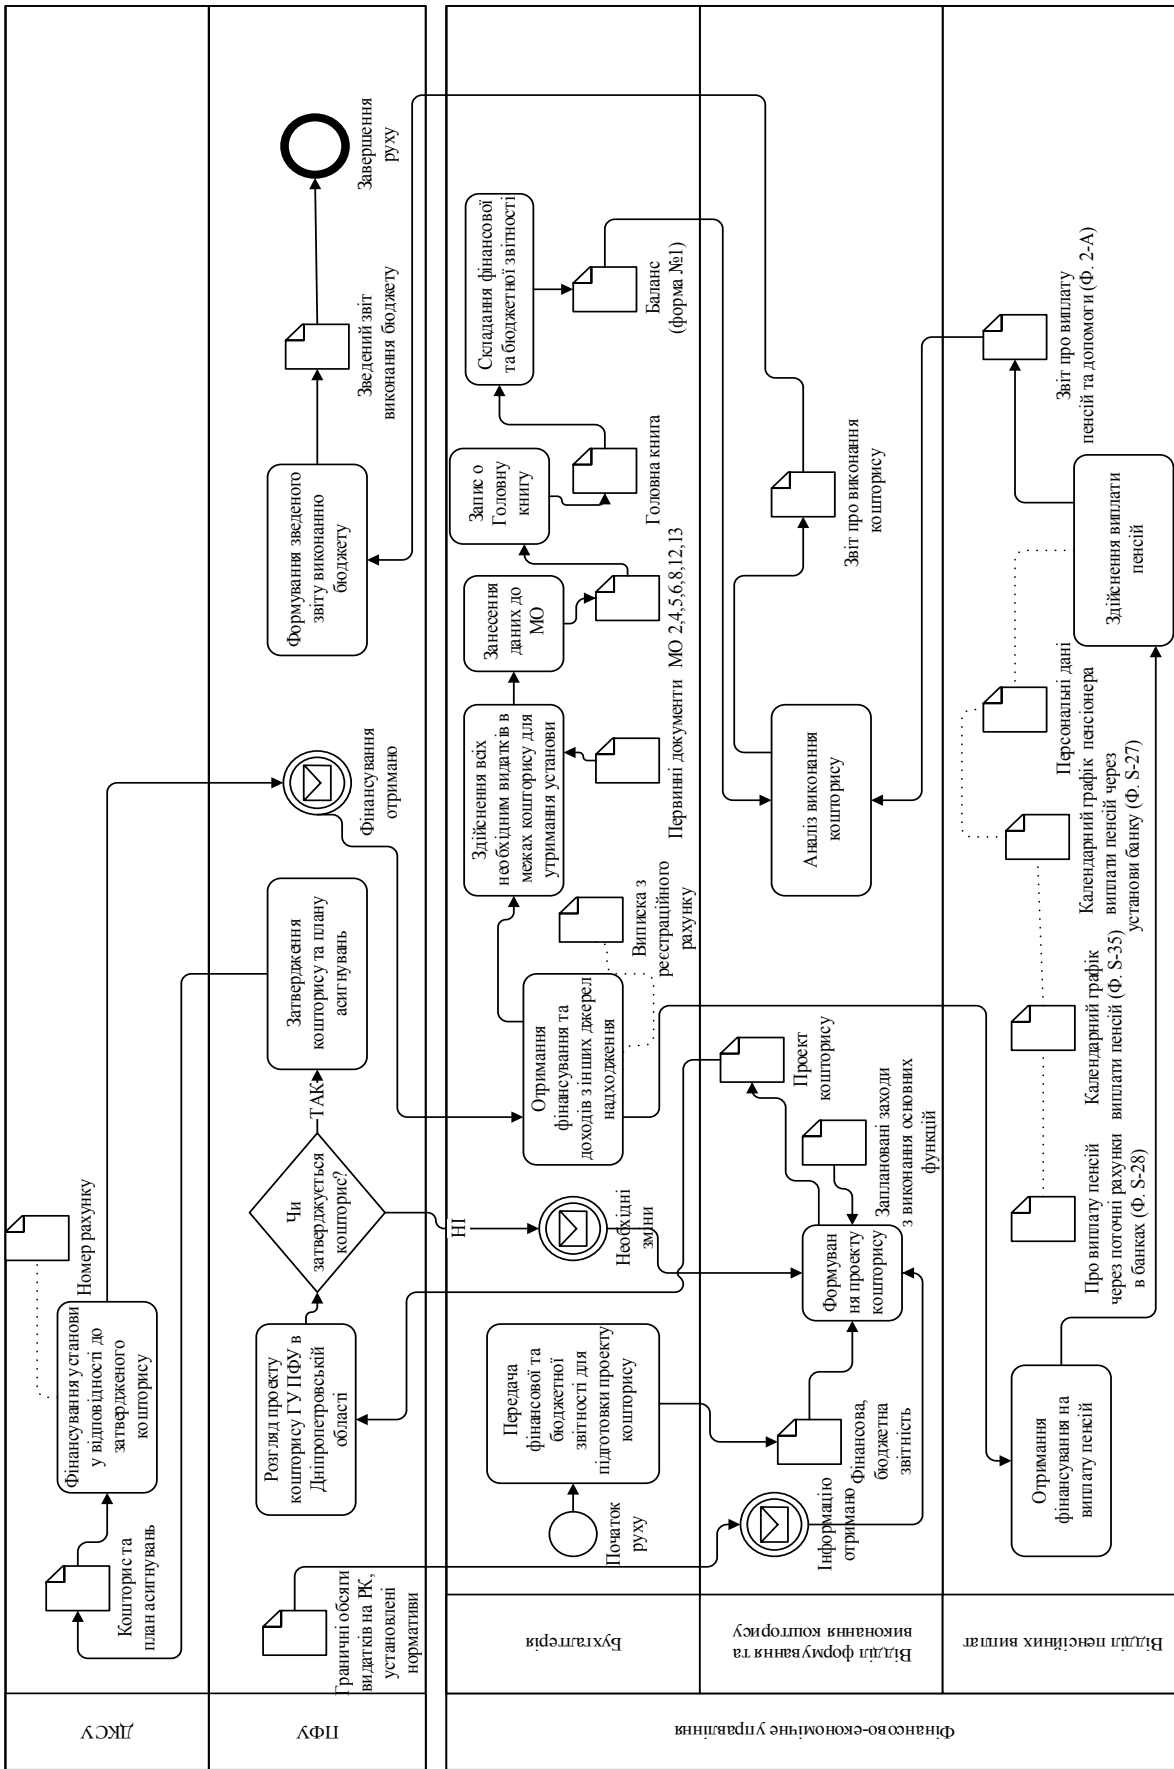 ДКСУ
Кошторис та
план асигнувань
Фінансування установи
у відповідності до
затвердженого
кошторису
Номер рахунку
ПФУ
Граничні обсяги
видатків на РК,
установлені
нормативи
Розгляд проекту
кошторису ГУ ПФУ в
Дніпропетровській
області
Чи
затверджується
кошторис?
ТАК
НІ
Затвердження
кошторису та плану
асигнувань
Фінансування
отримано
Формування зведеного
звіту виконанню
бюджету
Зведений звіт
виконання бюджету
Завершення
руху
Фінансово-економічне управління
Бухгалтерія
Початок
руху
Передача
фінансової та
бюджетної
звітності для
підготовки проекту
кошторису
Необхідні
зміни
Отримання
фінансування та
доходів з інших джерел
надходження
Виписка з
реєстраційного
рахунку
Здійснення всіх
необхідним видатків в
межах кошторису для
утримання установи
Первинні документи
Занесення
даних до
МО
МО 2,4,5,6,8,12,13
Запис о
Головну
книгу
Головна книга
Складання фінансової
та бюджетної звітності
Баланс
(форма №1)
Відділ формування та
виконання кошторису
Інформацію
отримано
Фінансова,
бюджетна
звітність
Формуван
ня проекту
кошторису
Заплановані заходи
з виконання основних
функцій
Проект
кошторису
Аналіз виконання
кошторису
Звіт про виконання
кошторису
Відділ пенсійних виплат
Отримання
фінансування на
виплату пенсій
Про виплату пенсій
через поточні рахунки
в банках (Ф. S-28)
Календарний графік
виплати пенсій (Ф. S-35)
Календарний графік
виплати пенсій через
установи банку (Ф. S-27)
Персональні дані
пенсіонера
Здійснення виплати
пенсій
Звіт про виплату
пенсій та допомоги (Ф. 2-А)